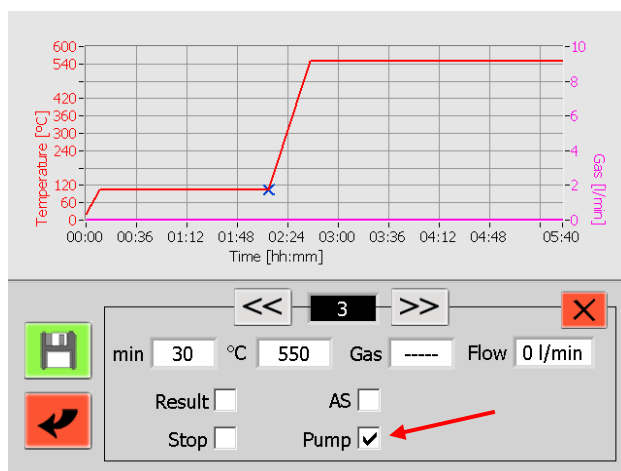 600
540
420
360
300
240
120
60
0
Temperature [ºC]
10
8
6
4
2
0
Gas [l/min]
00:00 00:36 01:12 01:48 02:24 03:00 03:36 04:12 04:48 05:40
Time [hh:mm]
<< 3 >>
min 30 °C 550 Gas ----- Flow 0 l/min
Result AS
Stop Pump